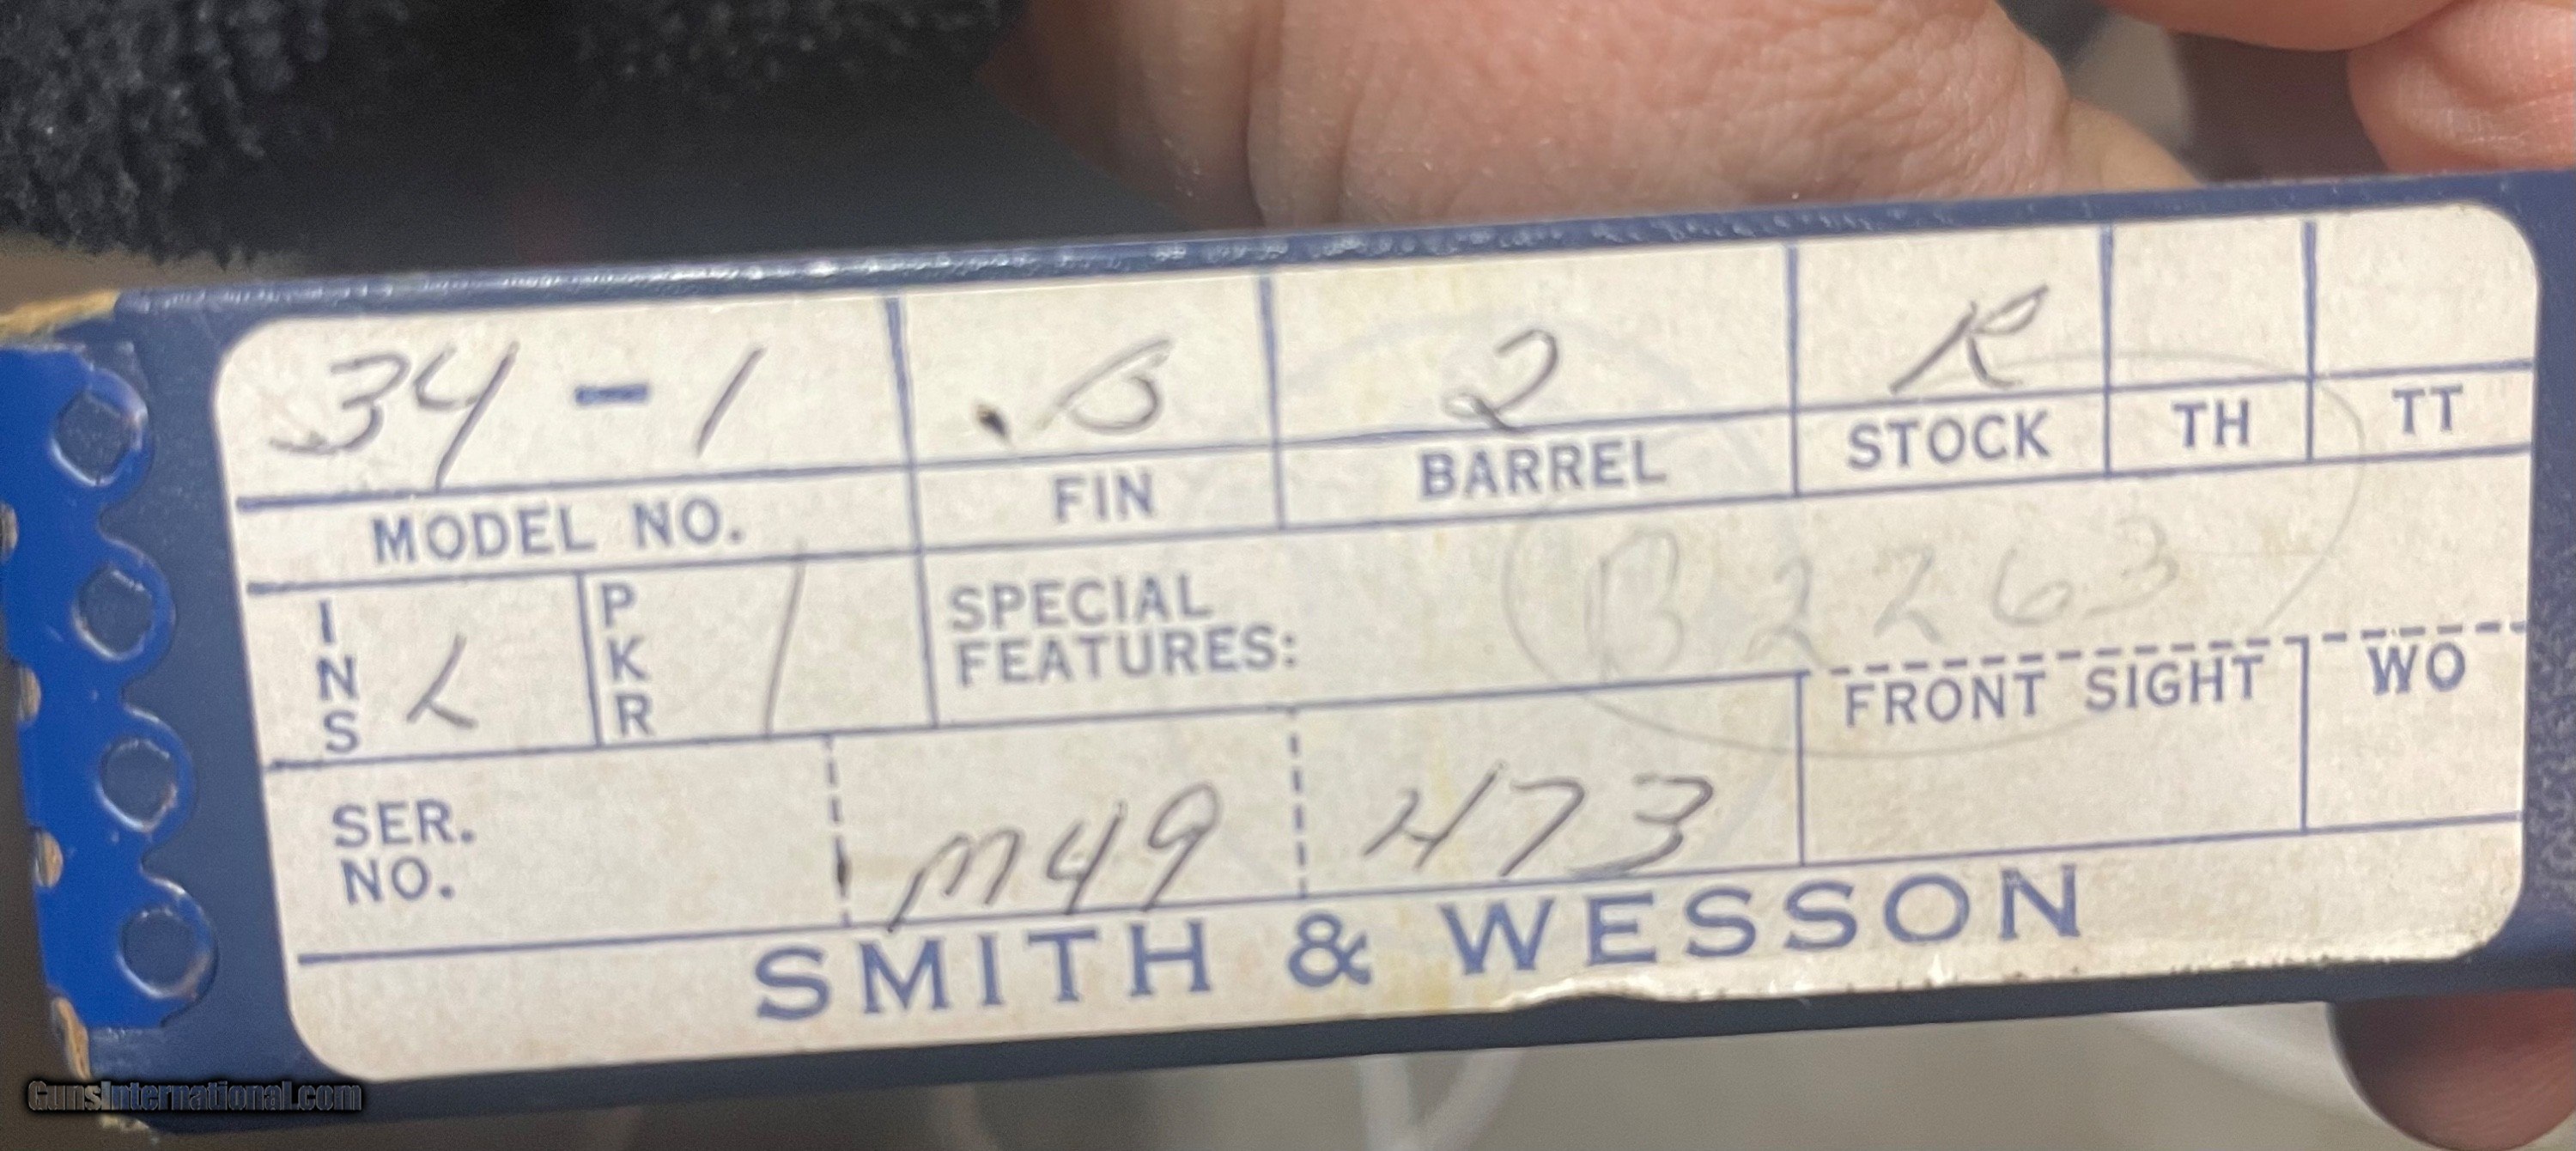 34-1 B 2 R
MODEL NO. FIN BARREL STOCK TH TT
INS L PKR / SPECIAL
FEATURES: B2263
FRONT SIGHT WO
SER.
NO. M49 473
SMITH & WESSON
GunsInternational.com